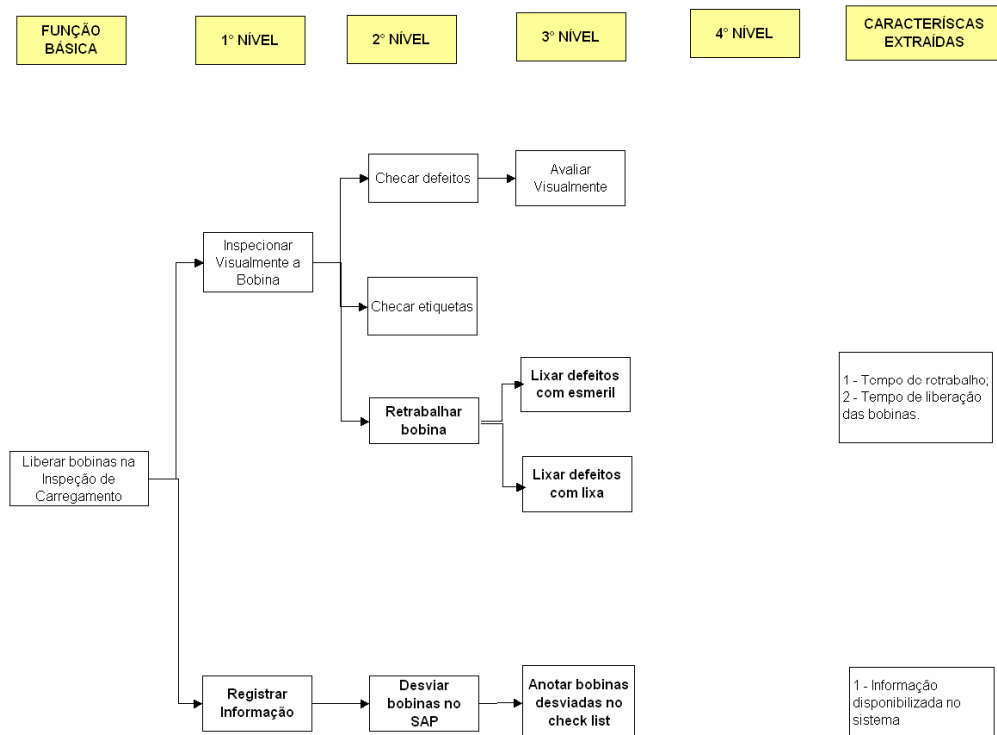 FUNÇÃO
BÁSICA
1° NÍVEL
2° NÍVEL
3° NÍVEL
4° NÍVEL
CARACTERÍSCAS
EXTRAÍDAS
Checar defeitos
Avaliar
Visualmente
Inspecionar
Visualmente a
Bobina
Checar etiquetas
Lixar defeitos
com esmeril
1 - Tempo de retrabalho;
2 - Tempo de liberação
das bobinas.
Retrabalhar
bobina
Liberar bobinas na
Inspeção de
Carregamento
Lixar defeitos
com lixa
Registrar
Informação
Desviar
bobinas no
SAP
Anotar bobinas
desviadas no
check list
1 - Informação
disponibilizada no
sistema